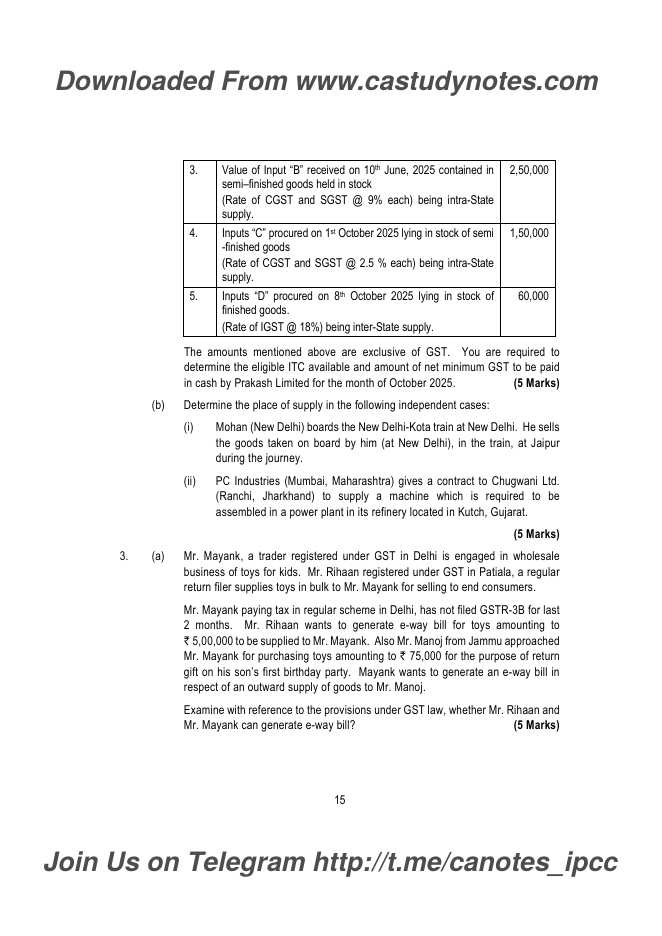 Downloaded From www.castudynotes.com
3. Value of Input “B” received on 10th June, 2025 contained in 2,50,000
semi–finished goods held in stock
(Rate of CGST and SGST @ 9% each) being intra-State
supply.
4. Inputs “C” procured on 1st October 2025 lying in stock of semi 1,50,000
-finished goods
(Rate of CGST and SGST @ 2.5 % each) being intra-State
supply.
5. Inputs “D” procured on 8th October 2025 lying in stock of 60,000
finished goods.
(Rate of IGST @ 18%) being inter-State supply.
The amounts mentioned above are exclusive of GST. You are required to
determine the eligible ITC available and amount of net minimum GST to be paid
in cash by Prakash Limited for the month of October 2025. (5 Marks)
(b) Determine the place of supply in the following independent cases:
(i) Mohan (New Delhi) boards the New Delhi-Kota train at New Delhi. He sells
the goods taken on board by him (at New Delhi), in the train, at Jaipur
during the journey.
(ii) PC Industries (Mumbai, Maharashtra) gives a contract to Chugwani Ltd.
(Ranchi, Jharkhand) to supply a machine which is required to be
assembled in a power plant in its refinery located in Kutch, Gujarat.
(5 Marks)
3. (a) Mr. Mayank, a trader registered under GST in Delhi is engaged in wholesale
business of toys for kids. Mr. Rihaan registered under GST in Patiala, a regular
return filer supplies toys in bulk to Mr. Mayank for selling to end consumers.
Mr. Mayank paying tax in regular scheme in Delhi, has not filed GSTR-3B for last
2 months. Mr. Rihaan wants to generate e-way bill for toys amounting to
₹ 5,00,000 to be supplied to Mr. Mayank. Also Mr. Manoj from Jammu approached
Mr. Mayank for purchasing toys amounting to ₹ 75,000 for the purpose of return
gift on his son’s first birthday party. Mayank wants to generate an e-way bill in
respect of an outward supply of goods to Mr. Manoj.
Examine with reference to the provisions under GST law, whether Mr. Rihaan and
Mr. Mayank can generate e-way bill? (5 Marks)
15
Join Us on Telegram http://t.me/canotes_ipcc